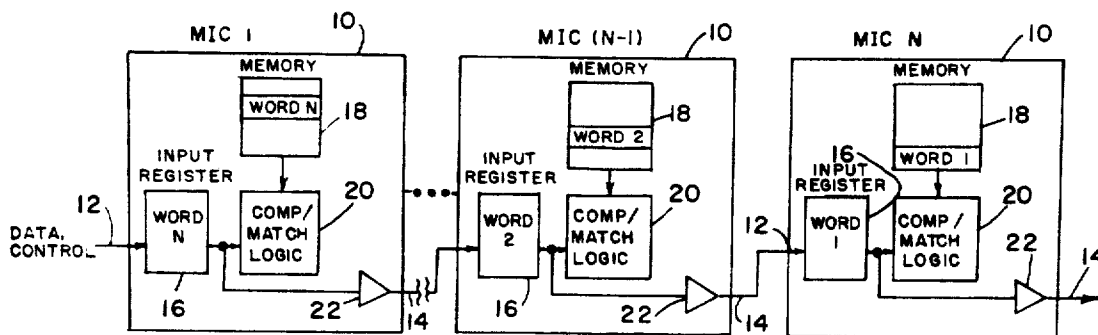 MIC 1
10
MEMORY
WORD N
18
INPUT
REGISTER
12
DATA,
CONTROL
WORD
N
COMP/
MATCH
LOGIC
20
16
22
14
MIC (N-1)
10
MEMORY
18
WORD 2
INPUT
REGISTER
WORD
2
COMP/
MATCH
LOGIC
20
16
22
14
MIC N
10
MEMORY
18
WORD 1
16
INPUT
REGISTER
12
WORD
1
COMP/
MATCH
LOGIC
20
22
14